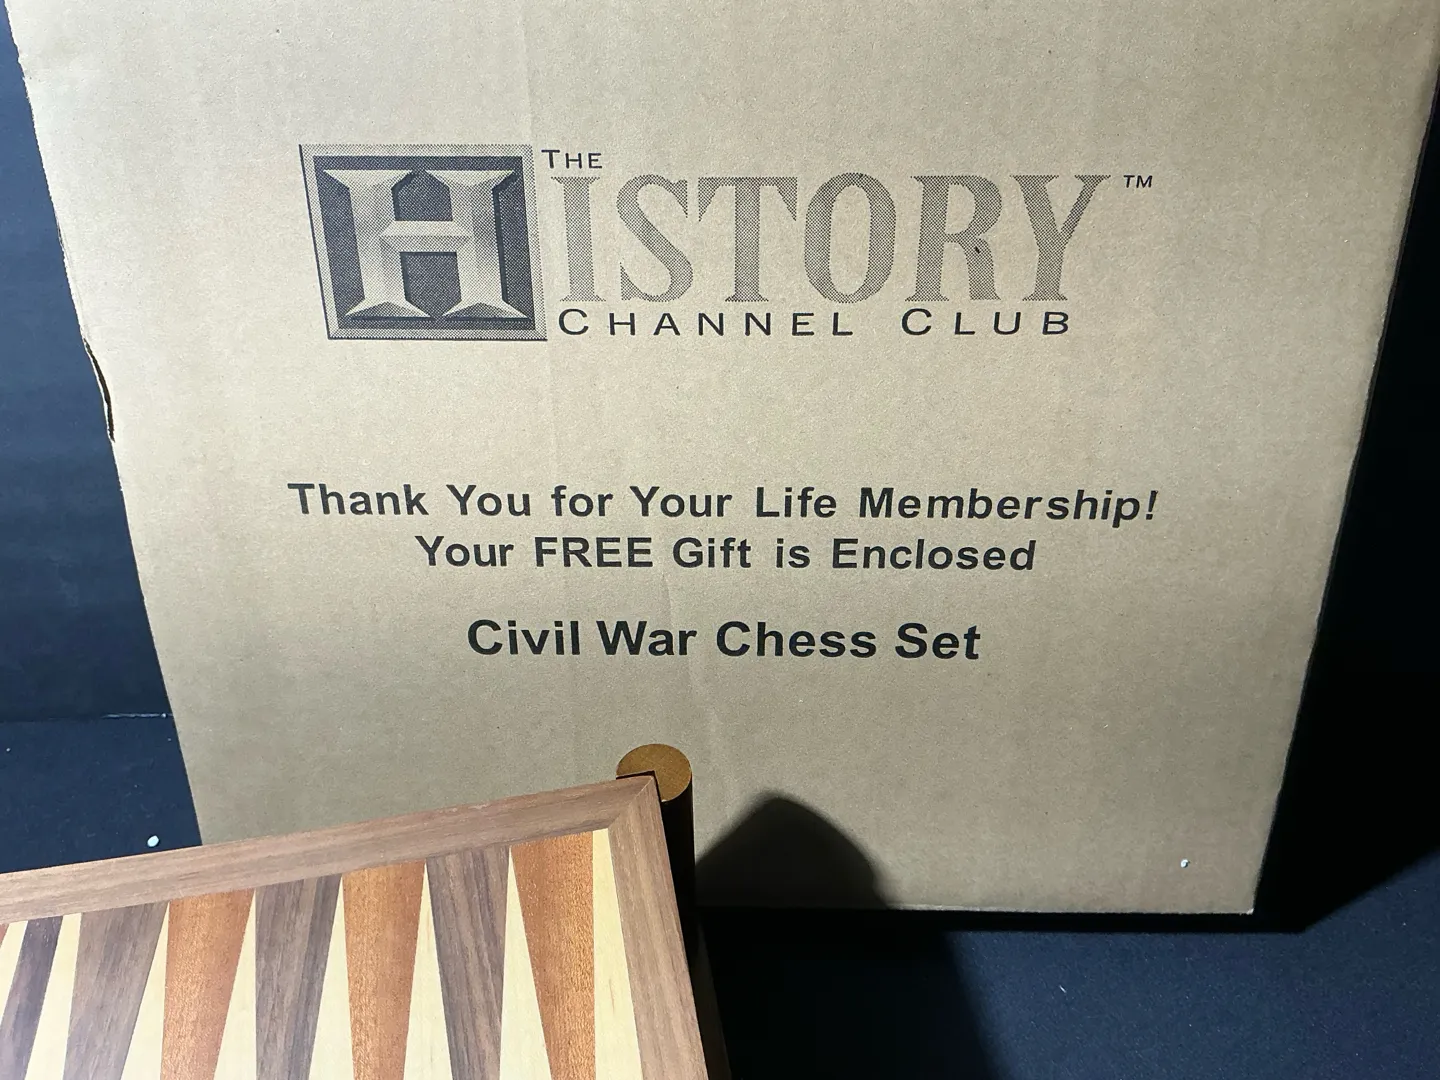 THE
HISTORY™
CHANNEL CLUB
Thank You for Your Life Membership!
Your FREE Gift is Enclosed
Civil War Chess Set